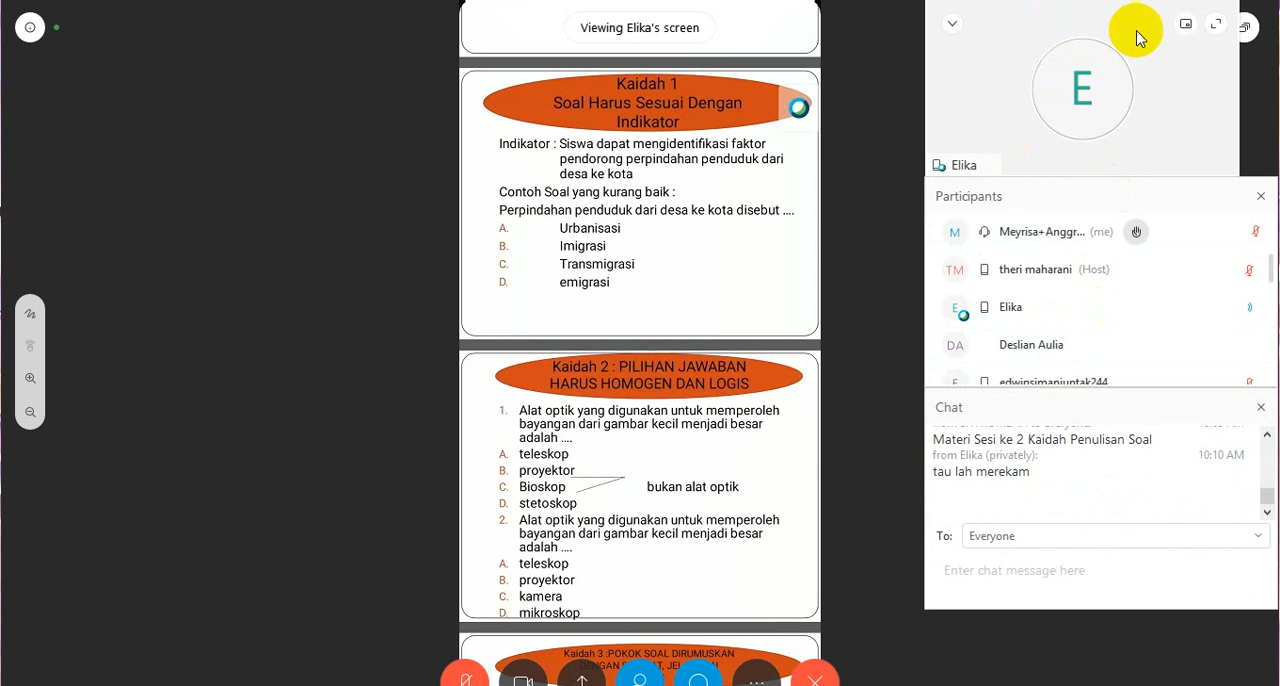 Viewing Elika's screen
Kaidah 1
Soal Harus Sesuai Dengan
Indikator
Indikator : Siswa dapat mengidentifikasi faktor
pendorong perpindahan penduduk dari
desa ke kota
Contoh Soal yang kurang baik :
Perpindahan penduduk dari desa ke kota disebut ....
A. Urbanisasi
B. Imigrasi
C. Transmigrasi
D. emigrasi
Kaidah 2 : PILIHAN JAWABAN
HARUS HOMOGEN DAN LOGIS
1. Alat optik yang digunakan untuk memperoleh
bayangan dari gambar kecil menjadi besar
adalah ....
A. teleskop
B. proyektor
C. Bioskop bukan alat optik
D. stetoskop
2. Alat optik yang digunakan untuk memperoleh
bayangan dari gambar kecil menjadi besar
adalah ....
A. teleskop
B. proyektor
C. kamera
D. mikroskop
Kaidah 3 :POKOK SOAL DIRUMUSKAN
E
Elika
Participants
M Meyrisa+Anggr... (me)
TM theri maharani (Host)
E Elika
DA Deslian Aulia
edwinsimanjuntak244
Chat
Materi Sesi ke 2 Kaidah Penulisan Soal
from Elika (privately): 10:10 AM
tau lah merekam
To: Everyone
Enter chat message here